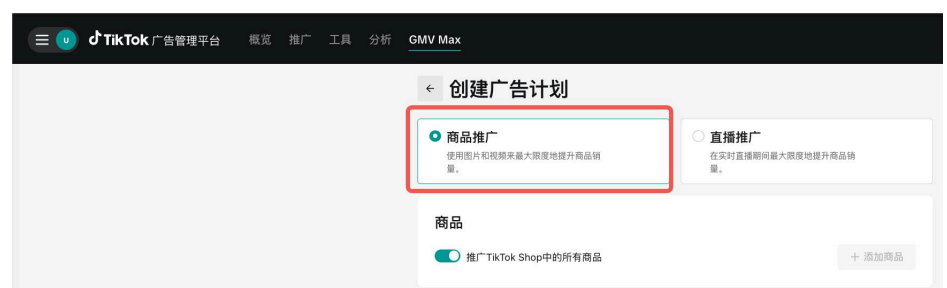 U TikTok 广告管理平台 概览 推广 工具 分析 GMV Max
← 创建广告计划
商品推广
使用图片和视频来最大限度地提升商品销
量。
直播推广
在实时直播期间最大限度地提升商品销
量。
商品
推广TikTok Shop中的所有商品
+ 添加商品